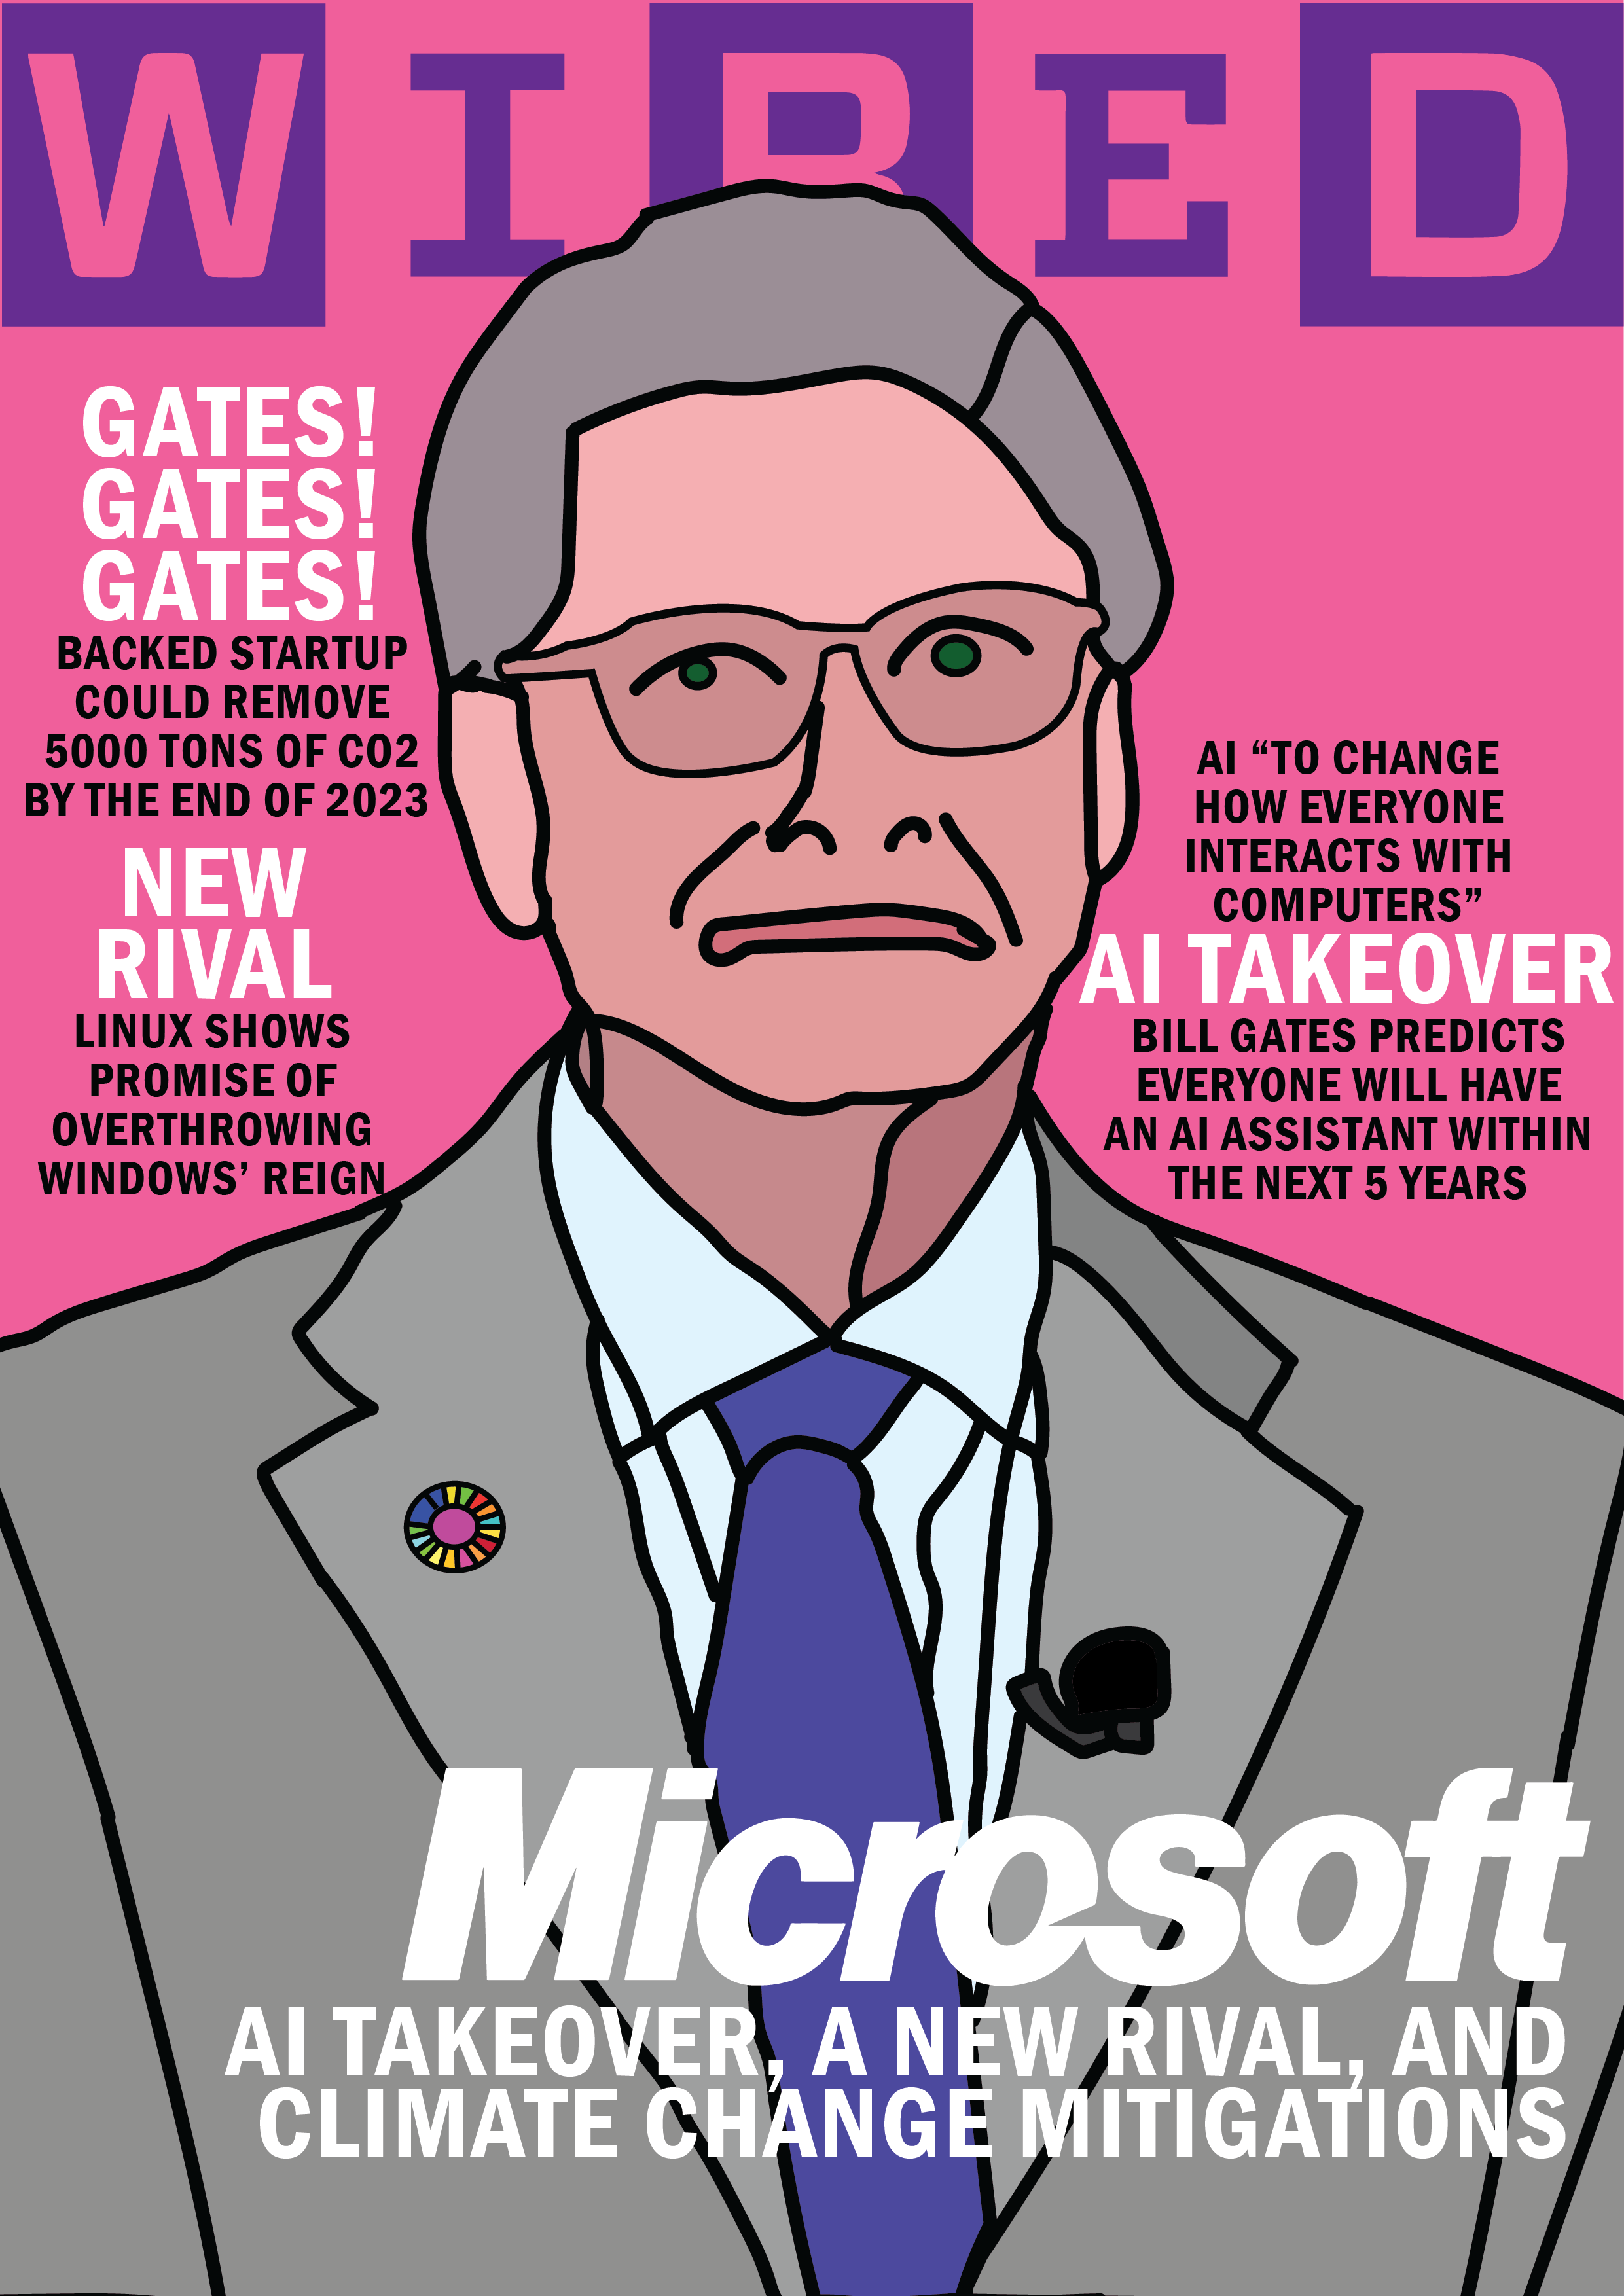 WIRED
GATES!
GATES!
GATES!
BACKED STARTUP
COULD REMOVE
5000 TONS OF CO2
BY THE END OF 2023
NEW
RIVAL
LINUX SHOWS
PROMISE OF
OVERTHROWING
WINDOWS’ REIGN
AI “TO CHANGE
HOW EVERYONE
INTERACTS WITH
COMPUTERS”
AI TAKEOVER
BILL GATES PREDICTS
EVERYONE WILL HAVE
AN AI ASSISTANT WITHIN
THE NEXT 5 YEARS
Microsoft
AI TAKEOVER, A NEW RIVAL, AND
CLIMATE CHANGE MITIGATIONS